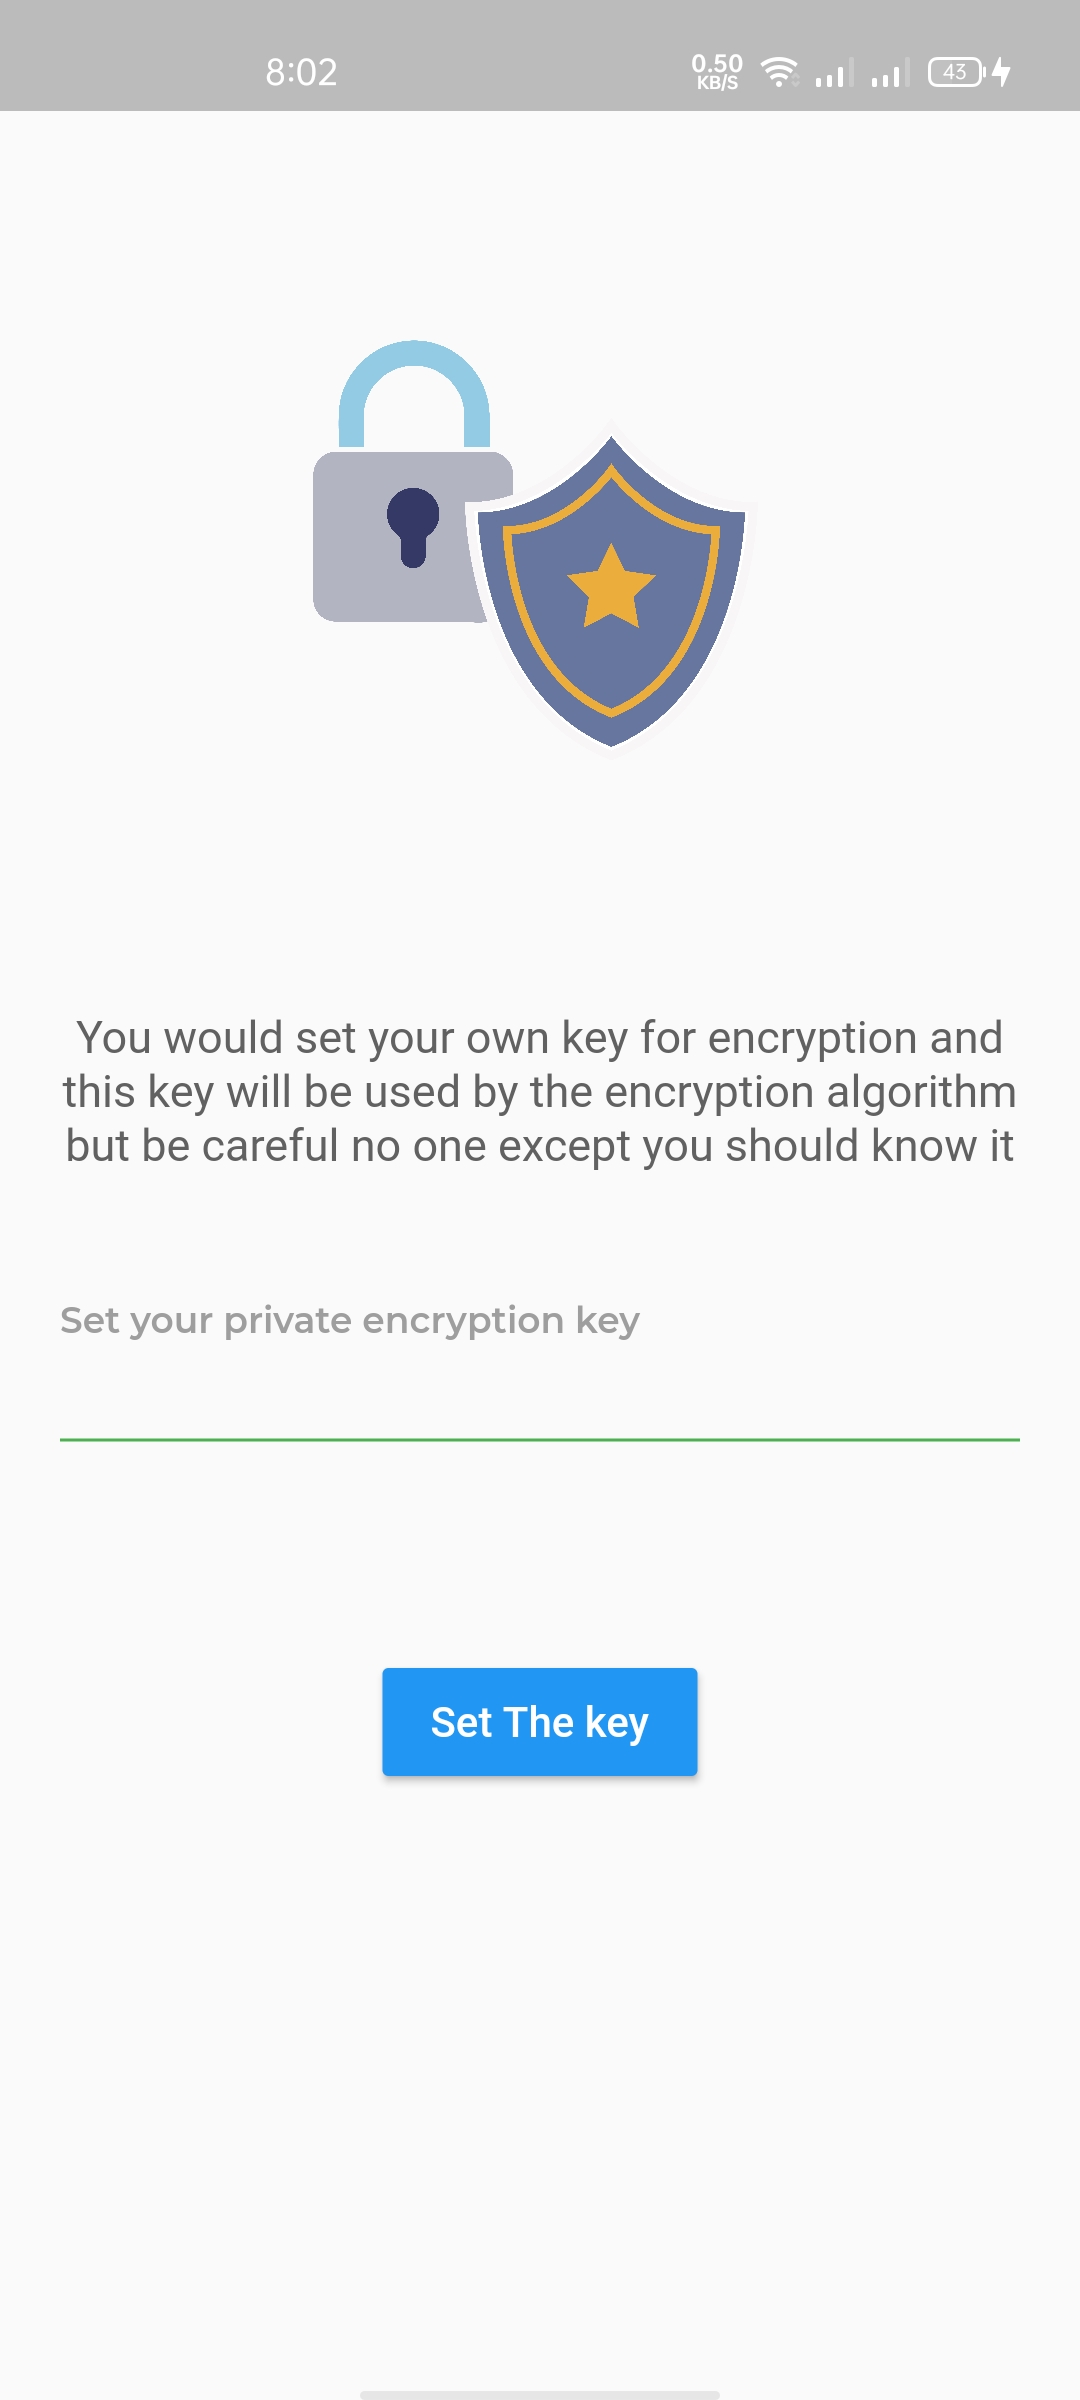 8:02
0.50
KB/S
43
You would set your own key for encryption and
this key will be used by the encryption algorithm
but be careful no one except you should know it
Set your private encryption key
Set The key